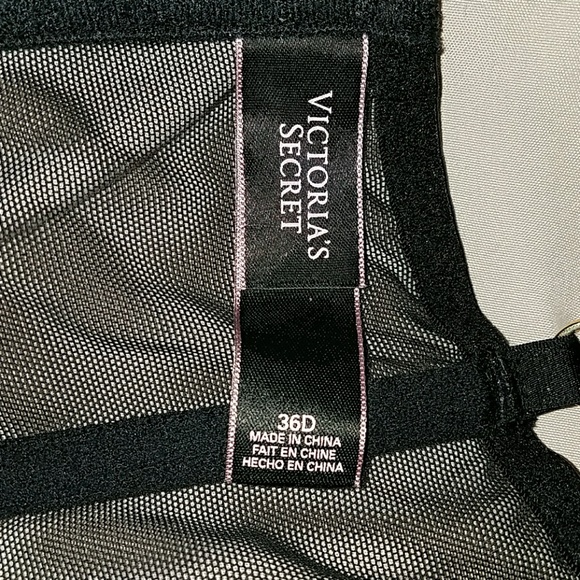 VICTORIA'S
SECRET
36D
MADE IN CHINA
FAIT EN CHINE
HECHO EN CHINA